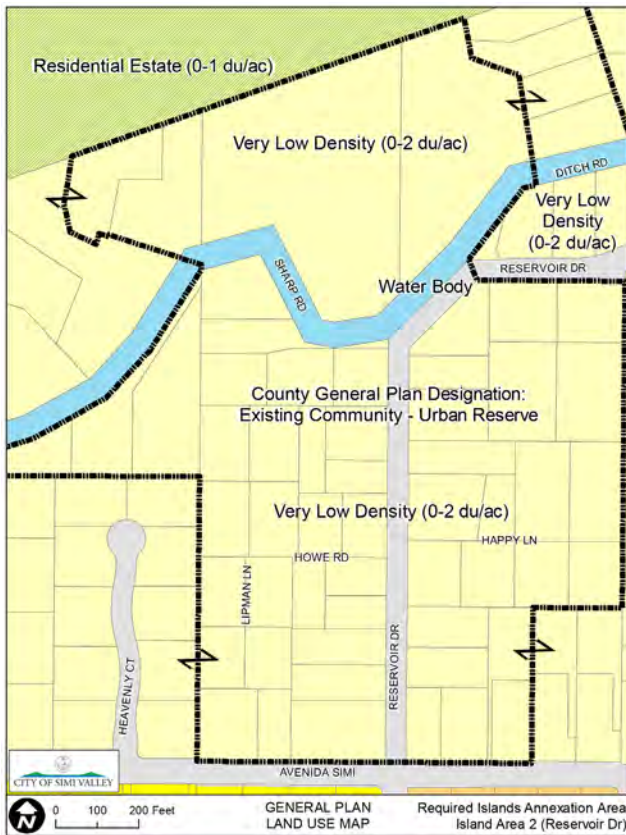 Residential Estate (0-1 du/ac)
Very Low Density (0-2 du/ac)
DITCH RD
Very Low
Density
(0-2 du/ac)
RESERVOIR DR
SHARP RD
Water Body
County General Plan Designation:
Existing Community - Urban Reserve
Very Low Density (0-2 du/ac)
HAPPY LN
HOWE RD
LIPMAN LN
RESERVOIR DR
HEAVENLY CT
AVENIDA SIMI
CITY OF SIMI VALLEY
N
0 100 200 Feet
GENERAL PLAN
LAND USE MAP
Required Islands Annexation Area
Island Area 2 (Reservoir Dr)